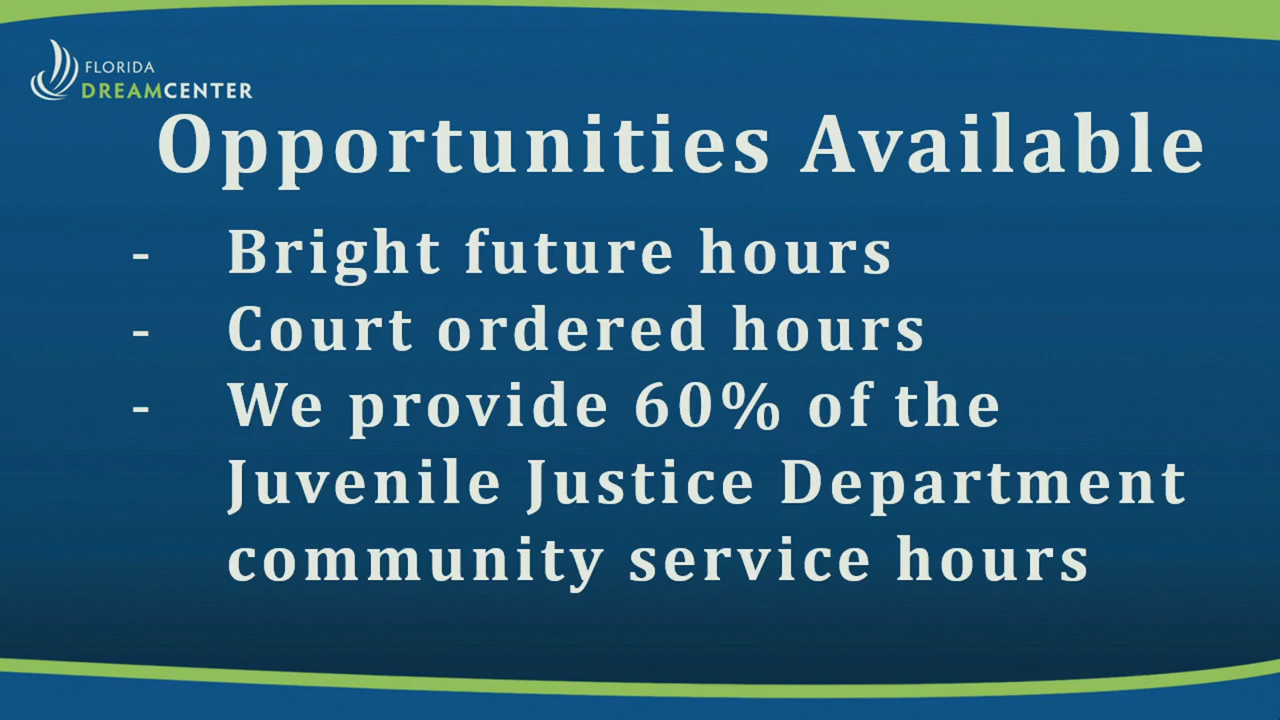 FLORIDA
DREAMCENTER
Opportunities Available
- Bright future hours
- Court ordered hours
- We provide 60% of the
Juvenile Justice Department
community service hours